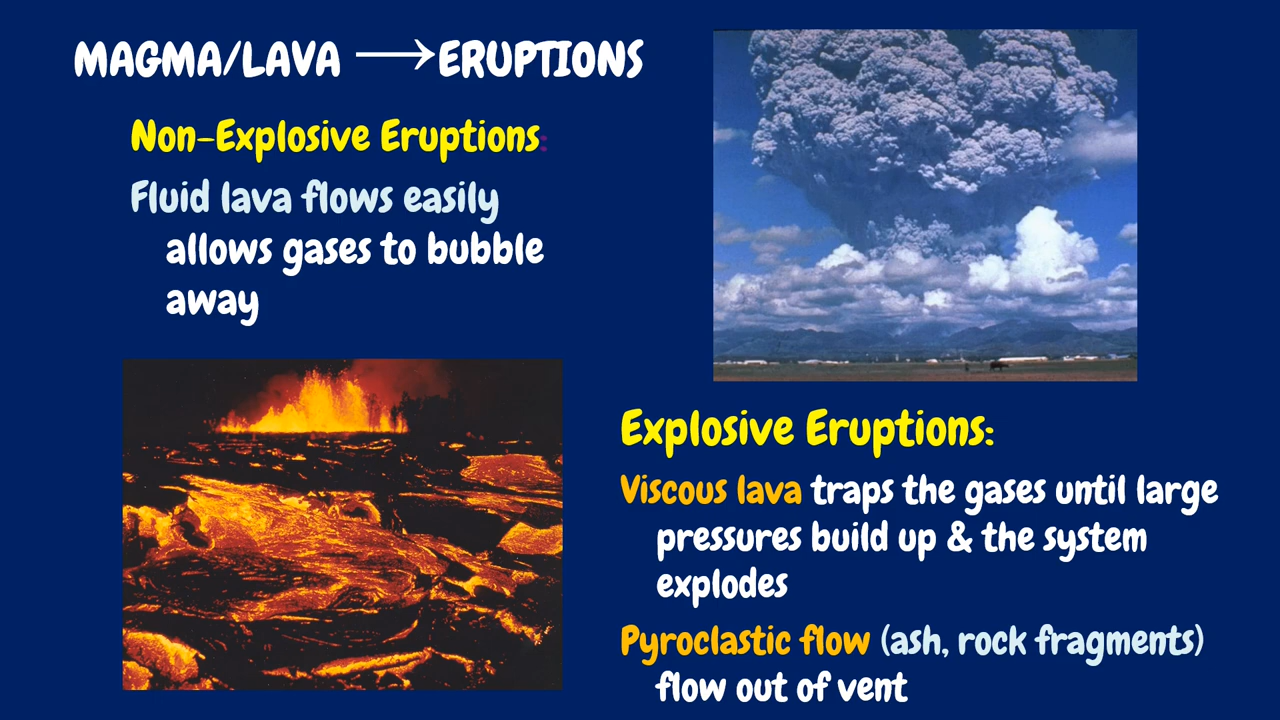 MAGMA/LAVA ⟶ERUPTIONS
Non-Explosive Eruptions:
Fluid lava flows easily
allows gases to bubble
away
Explosive Eruptions:
Viscous lava traps the gases until large
pressures build up & the system
explodes
Pyroclastic flow (ash, rock fragments)
flow out of vent